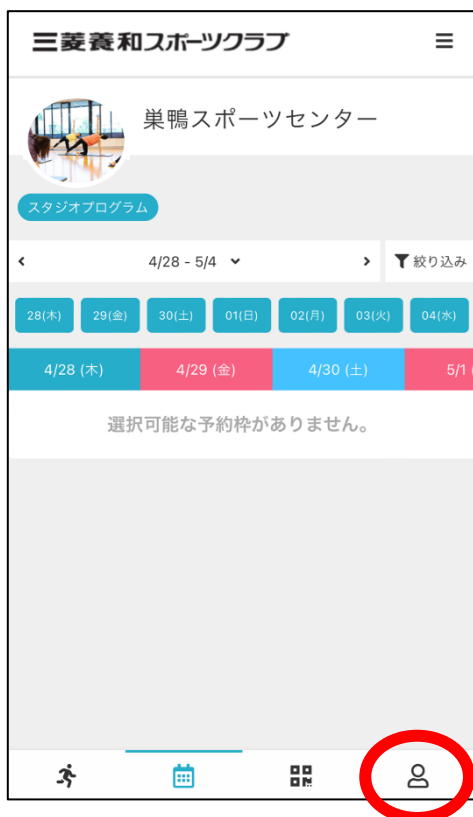 三菱養和スポーツクラブ
巣鴨スポーツセンター
スタジオプログラム
4/28 - 5/4
絞り込み
28(木) 29(金) 30(土) 01(日) 02(月) 03(火) 04(水)
4/28 (木) 4/29 (金) 4/30 (土) 5/1 (
選択可能な予約枠がありません。